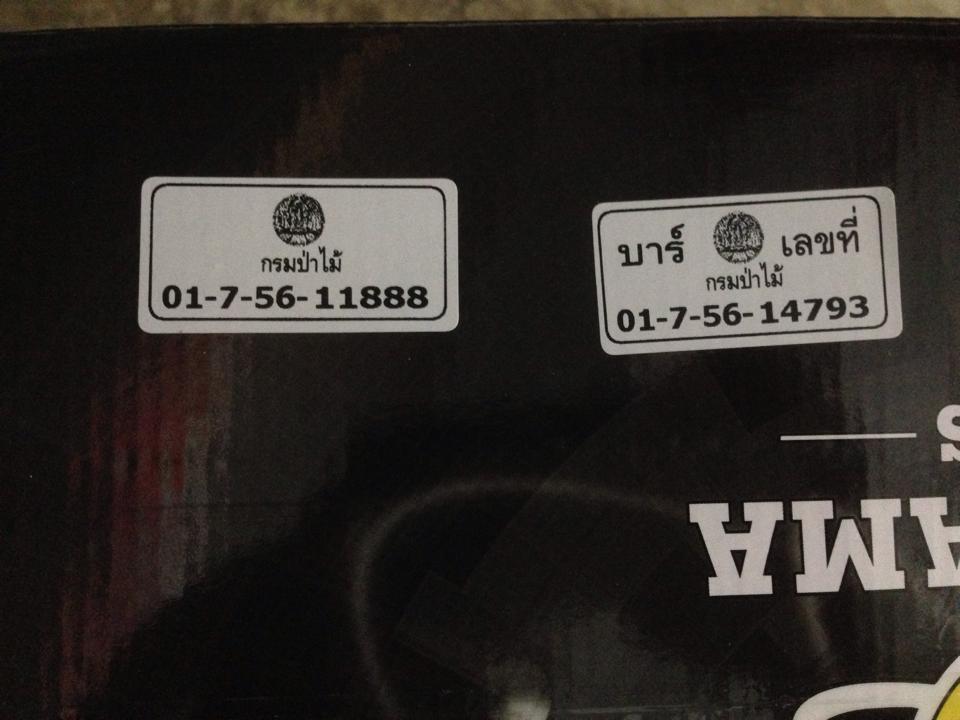 กรมป่าไม้
01-7-56-11888
บาร์ เลขที่
กรมป่าไม้
01-7-56-14793
AMA